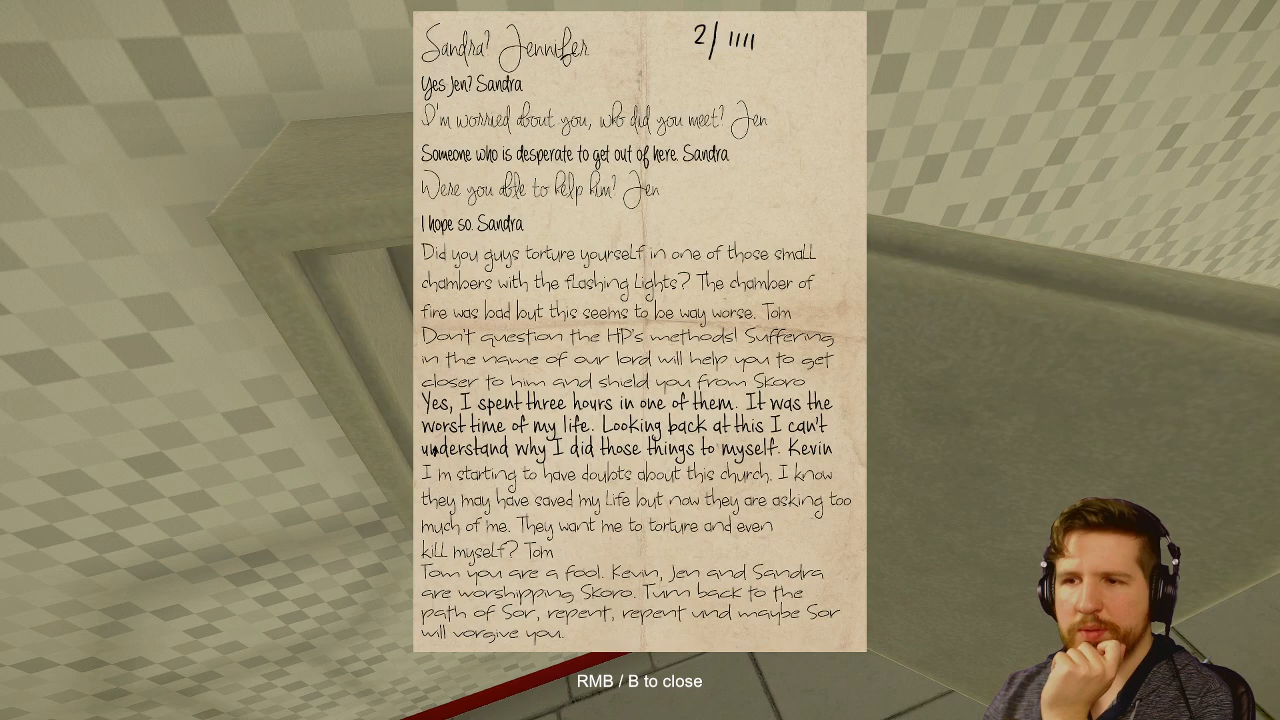 Sandra? Jennifer
2/ IIII
Yes Jen? Sandra
I'm worried about you, who did you meet? Jen
Someone who is desperate to get out of here. Sandra
Were you able to help him? Jen
I hope so. Sandra
Did you guys torture yourself in one of those small
chambers with the flashing Lights? The chamber of
fire was bad but this seems to be way worse. Tom
Don't question the HP's methods! Suffering
in the name of our lord will help you to get
closer to him and shield you from Skoro
Yes, I spent three hours in one of them. It was the
worst time of my life. Looking back at this I can't
understand why I did those things to myself. Kevin
I'm starting to have doubts about this church. I know
they may have saved my Life but now they are asking too
much of me. They want me to torture and even
kill myself? Tom
Tom you are a fool. Kevin, Jen and Sandra
are worshipping Skoro. Turn back to the
path of Sor, repent, repent und maybe Sor
will vorgive you.
RMB / B to close